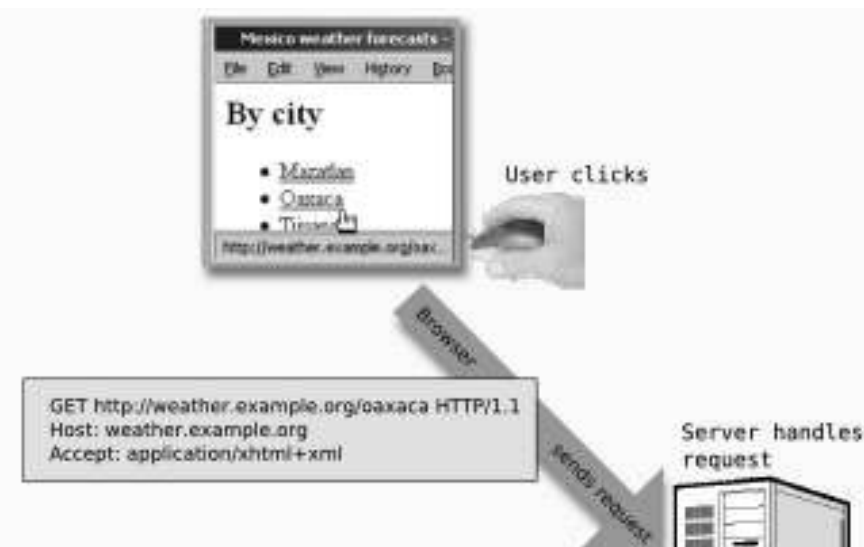 Mexico weather forecasts -
File Edit View History
By city
• Mazatlan
• Oaxaca
• Tijuana
http://weather.example.org/oax...
User clicks
Browser
GET http://weather.example.org/oaxaca HTTP/1.1
Host: weather.example.org
Accept: application/xhtml+xml
sends request
Server handles
request